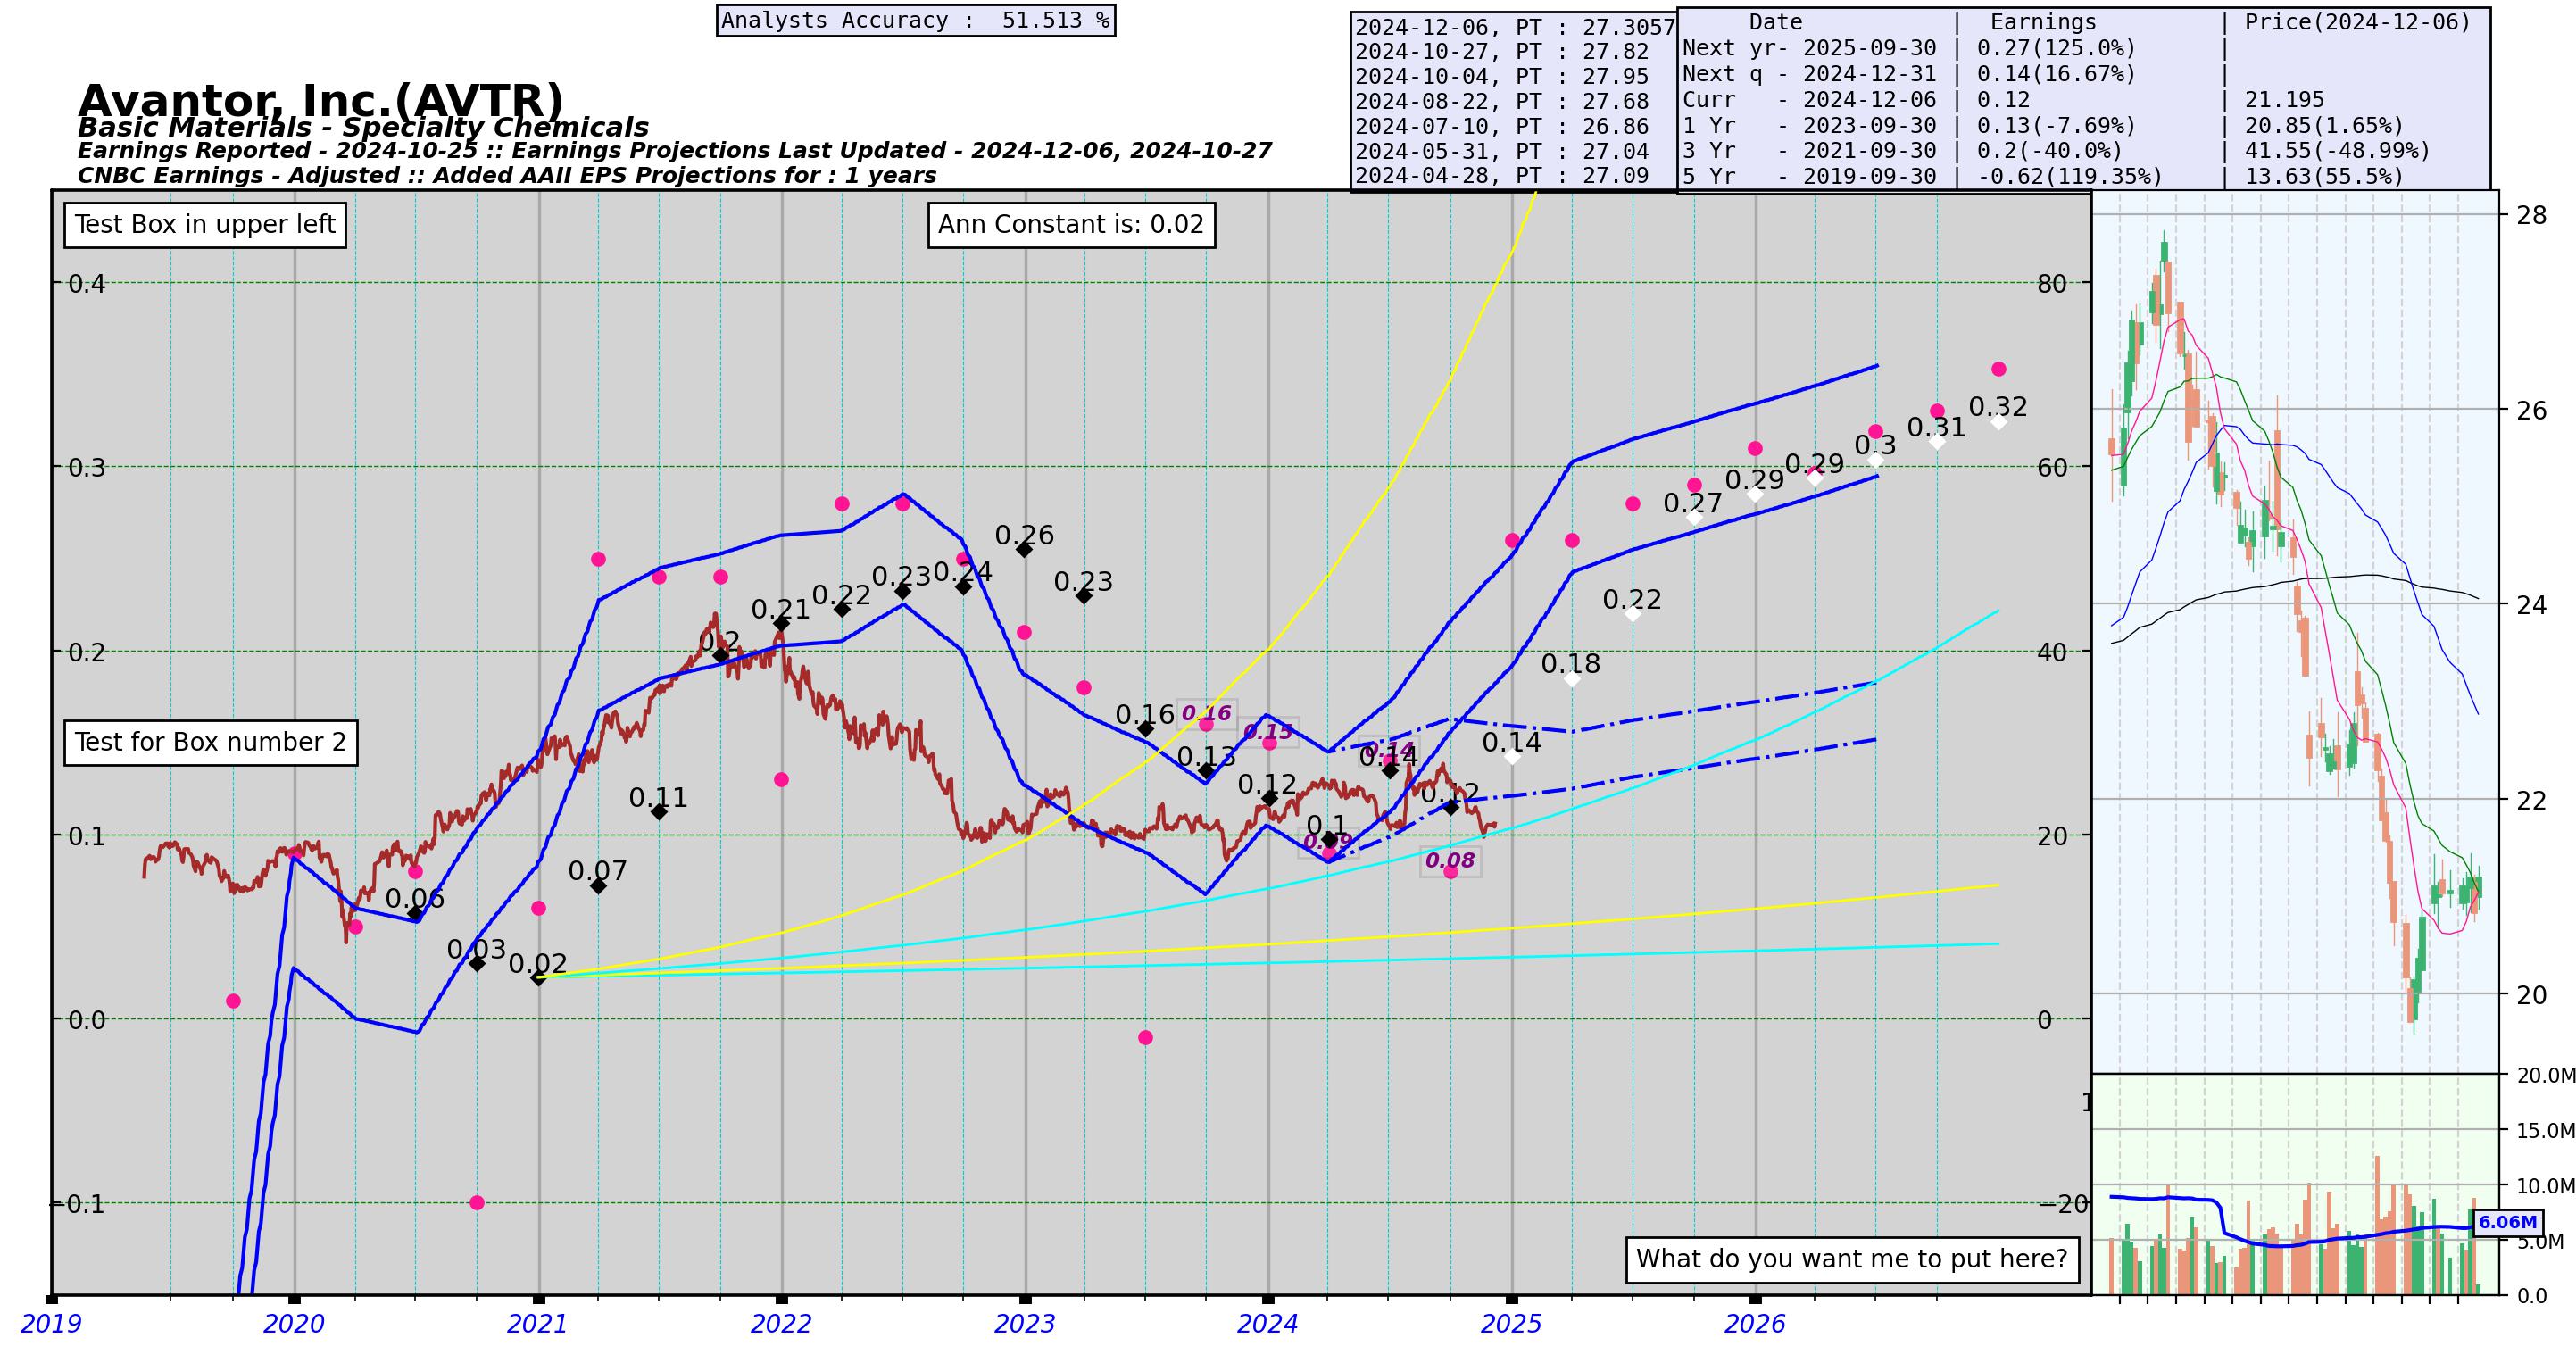 Analysts Accuracy :  51.513 %
2024-12-06, PT : 27.3057
2024-10-27, PT : 27.82
2024-10-04, PT : 27.95
2024-08-22, PT : 27.68
2024-07-10, PT : 26.86
2024-05-31, PT : 27.04
2024-04-28, PT : 27.09
Date | Earnings | Price(2024-12-06)
Next yr- 2025-09-30 | 0.27(125.0%) |
Next q - 2024-12-31 | 0.14(16.67%) |
Curr - 2024-12-06 | 0.12 | 21.195
1 Yr - 2023-09-30 | 0.13(-7.69%) | 20.85(1.65%)
3 Yr - 2021-09-30 | 0.2(-40.0%) | 41.55(-48.99%)
5 Yr - 2019-09-30 | -0.62(119.35%) | 13.63(55.5%)
Avantor, Inc.(AVTR)
Basic Materials - Specialty Chemicals
Earnings Reported - 2024-10-25 :: Earnings Projections Last Updated - 2024-12-06, 2024-10-27
CNBC Earnings - Adjusted :: Added AAII EPS Projections for : 1 years
Test Box in upper left
Ann Constant is: 0.02
Test for Box number 2
What do you want me to put here?
0.4
0.3
0.2
0.1
0.0
−0.1
80
60
40
20
0
−20
0.06
0.03
0.02
0.07
0.11
0.2
0.21
0.22
0.23
0.24
0.26
0.23
0.16
0.13
0.12
0.1
0.14
0.12
0.14
0.18
0.22
0.27
0.29
0.29
0.3
0.31
0.32
0.16
0.15
0.09
0.14
0.08
28
26
24
22
20
1
20.0M
15.0M
10.0M
6.06M
5.0M
0.0
2019
2020
2021
2022
2023
2024
2025
2026